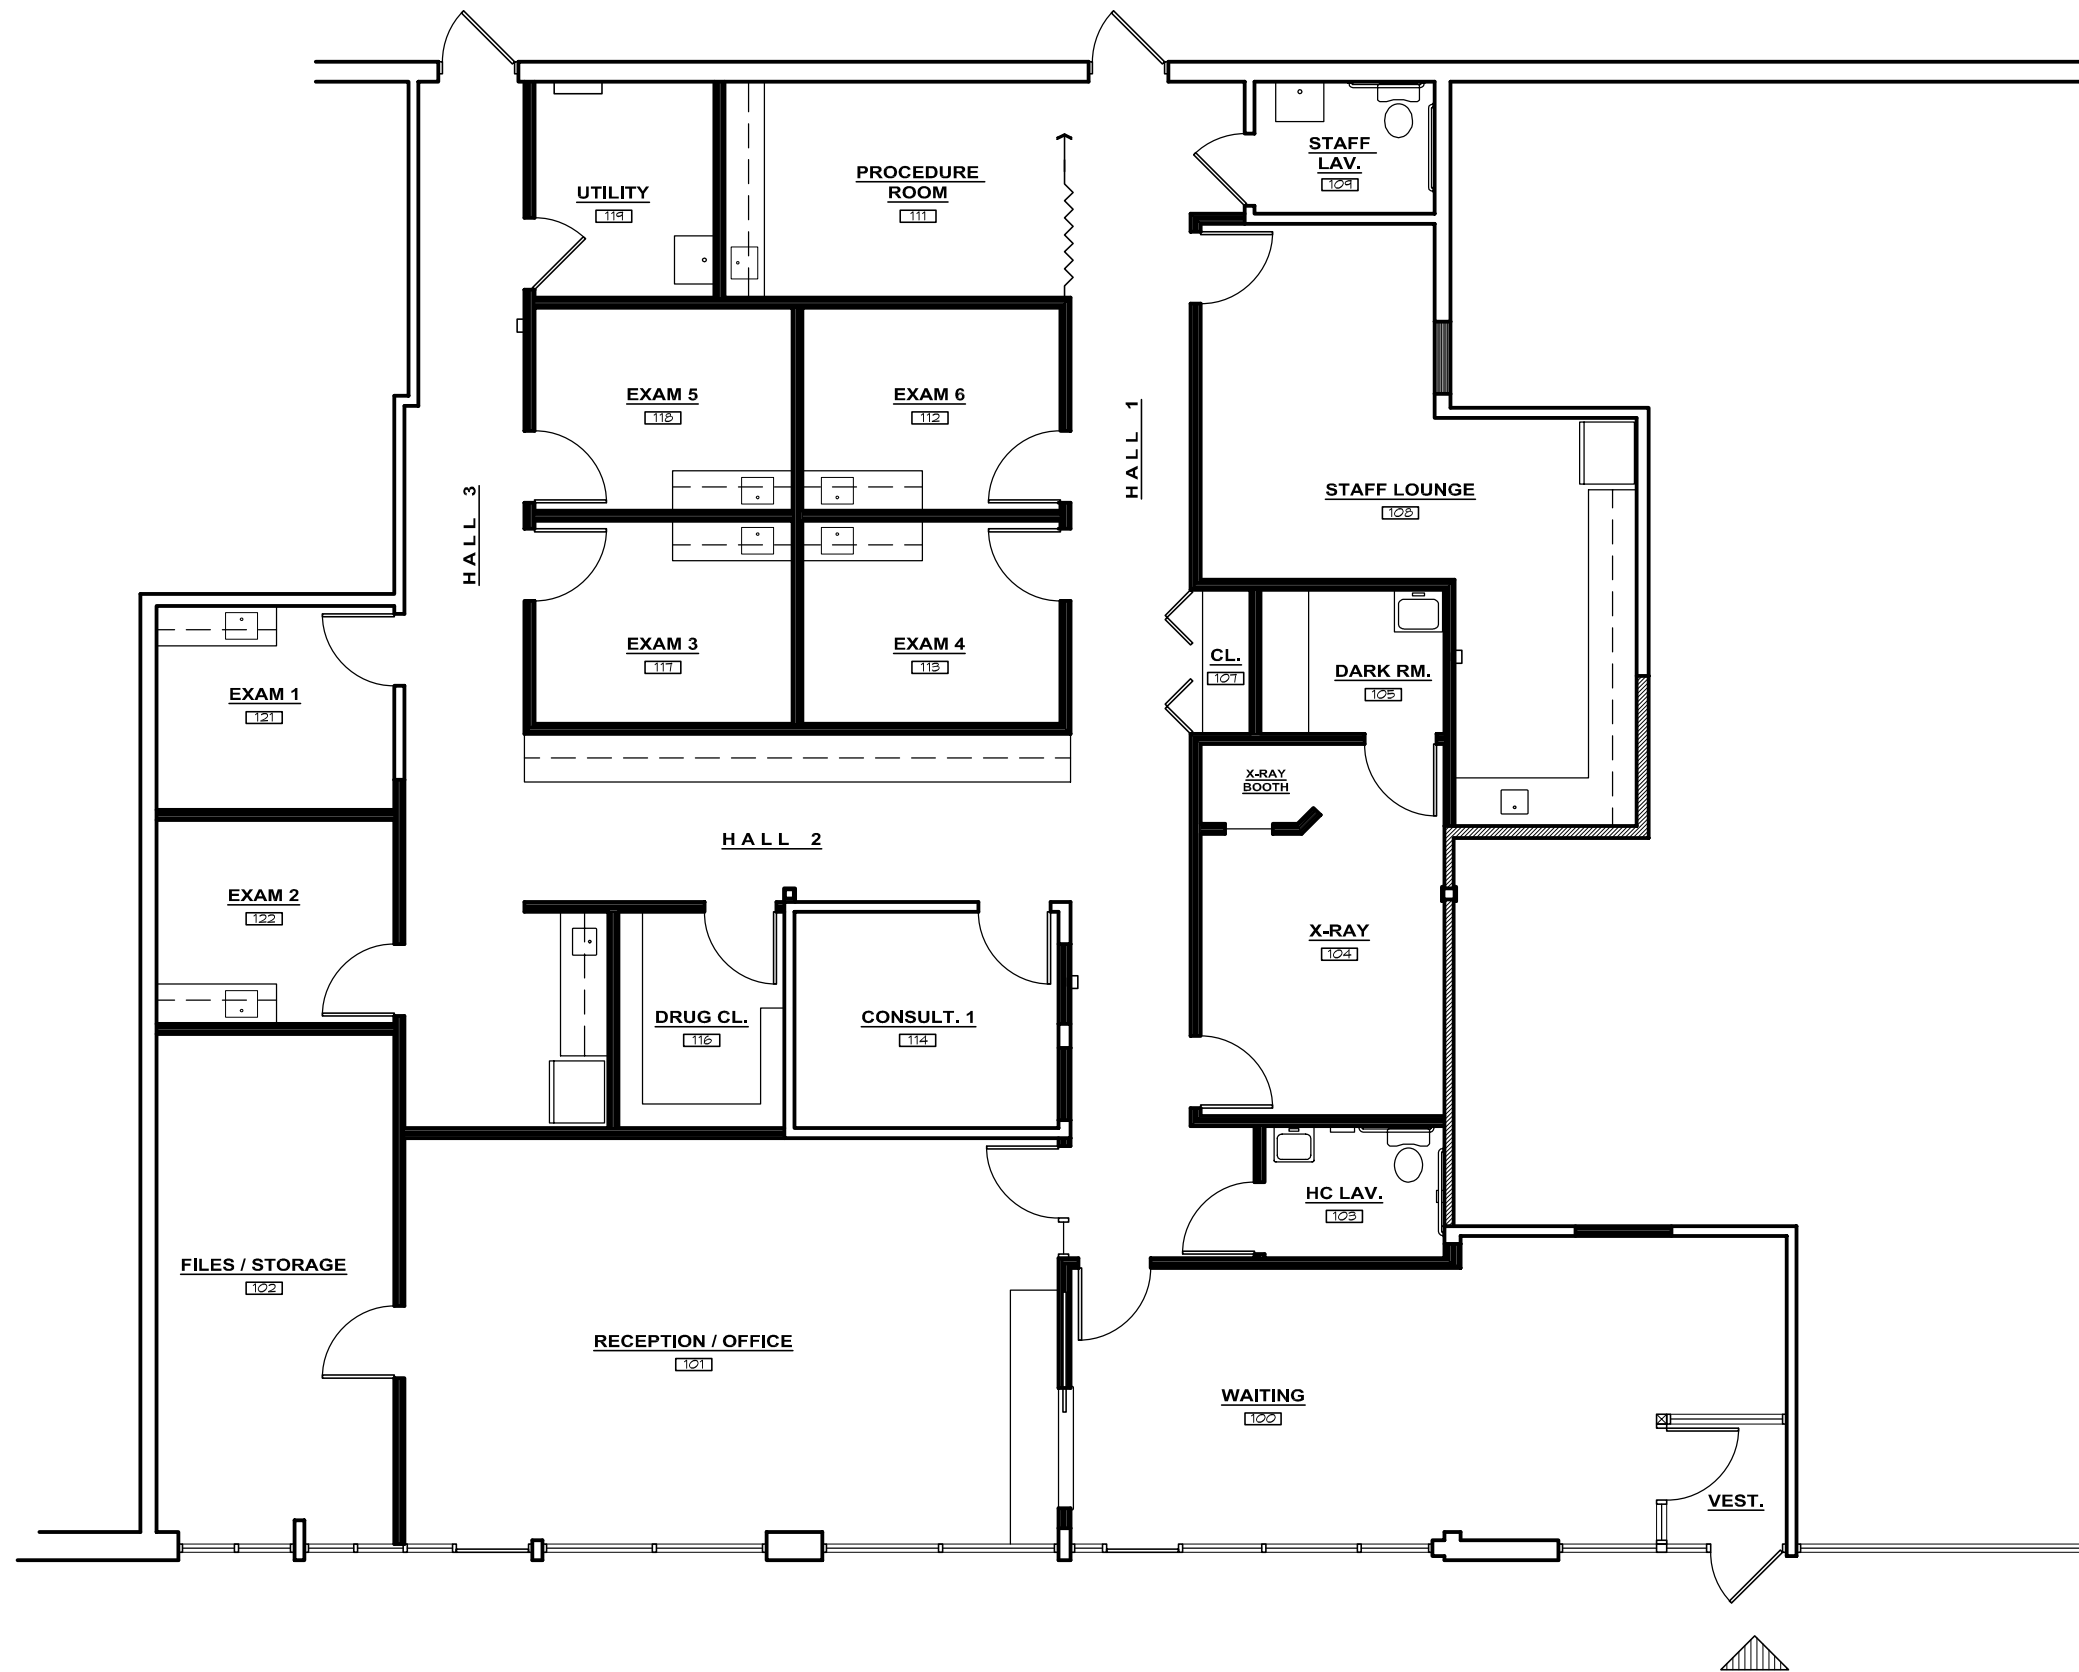 STAFF
LAV.
109
PROCEDURE
ROOM
111
UTILITY
119
EXAM 5
118
EXAM 6
112
HALL 1
HALL 3
STAFF LOUNGE
108
EXAM 3
117
EXAM 4
113
CL.
107
DARK RM.
105
EXAM 1
121
X-RAY
BOOTH
HALL 2
EXAM 2
122
X-RAY
104
DRUG CL.
116
CONSULT. 1
114
HC LAV.
103
FILES / STORAGE
102
RECEPTION / OFFICE
101
WAITING
100
VEST.